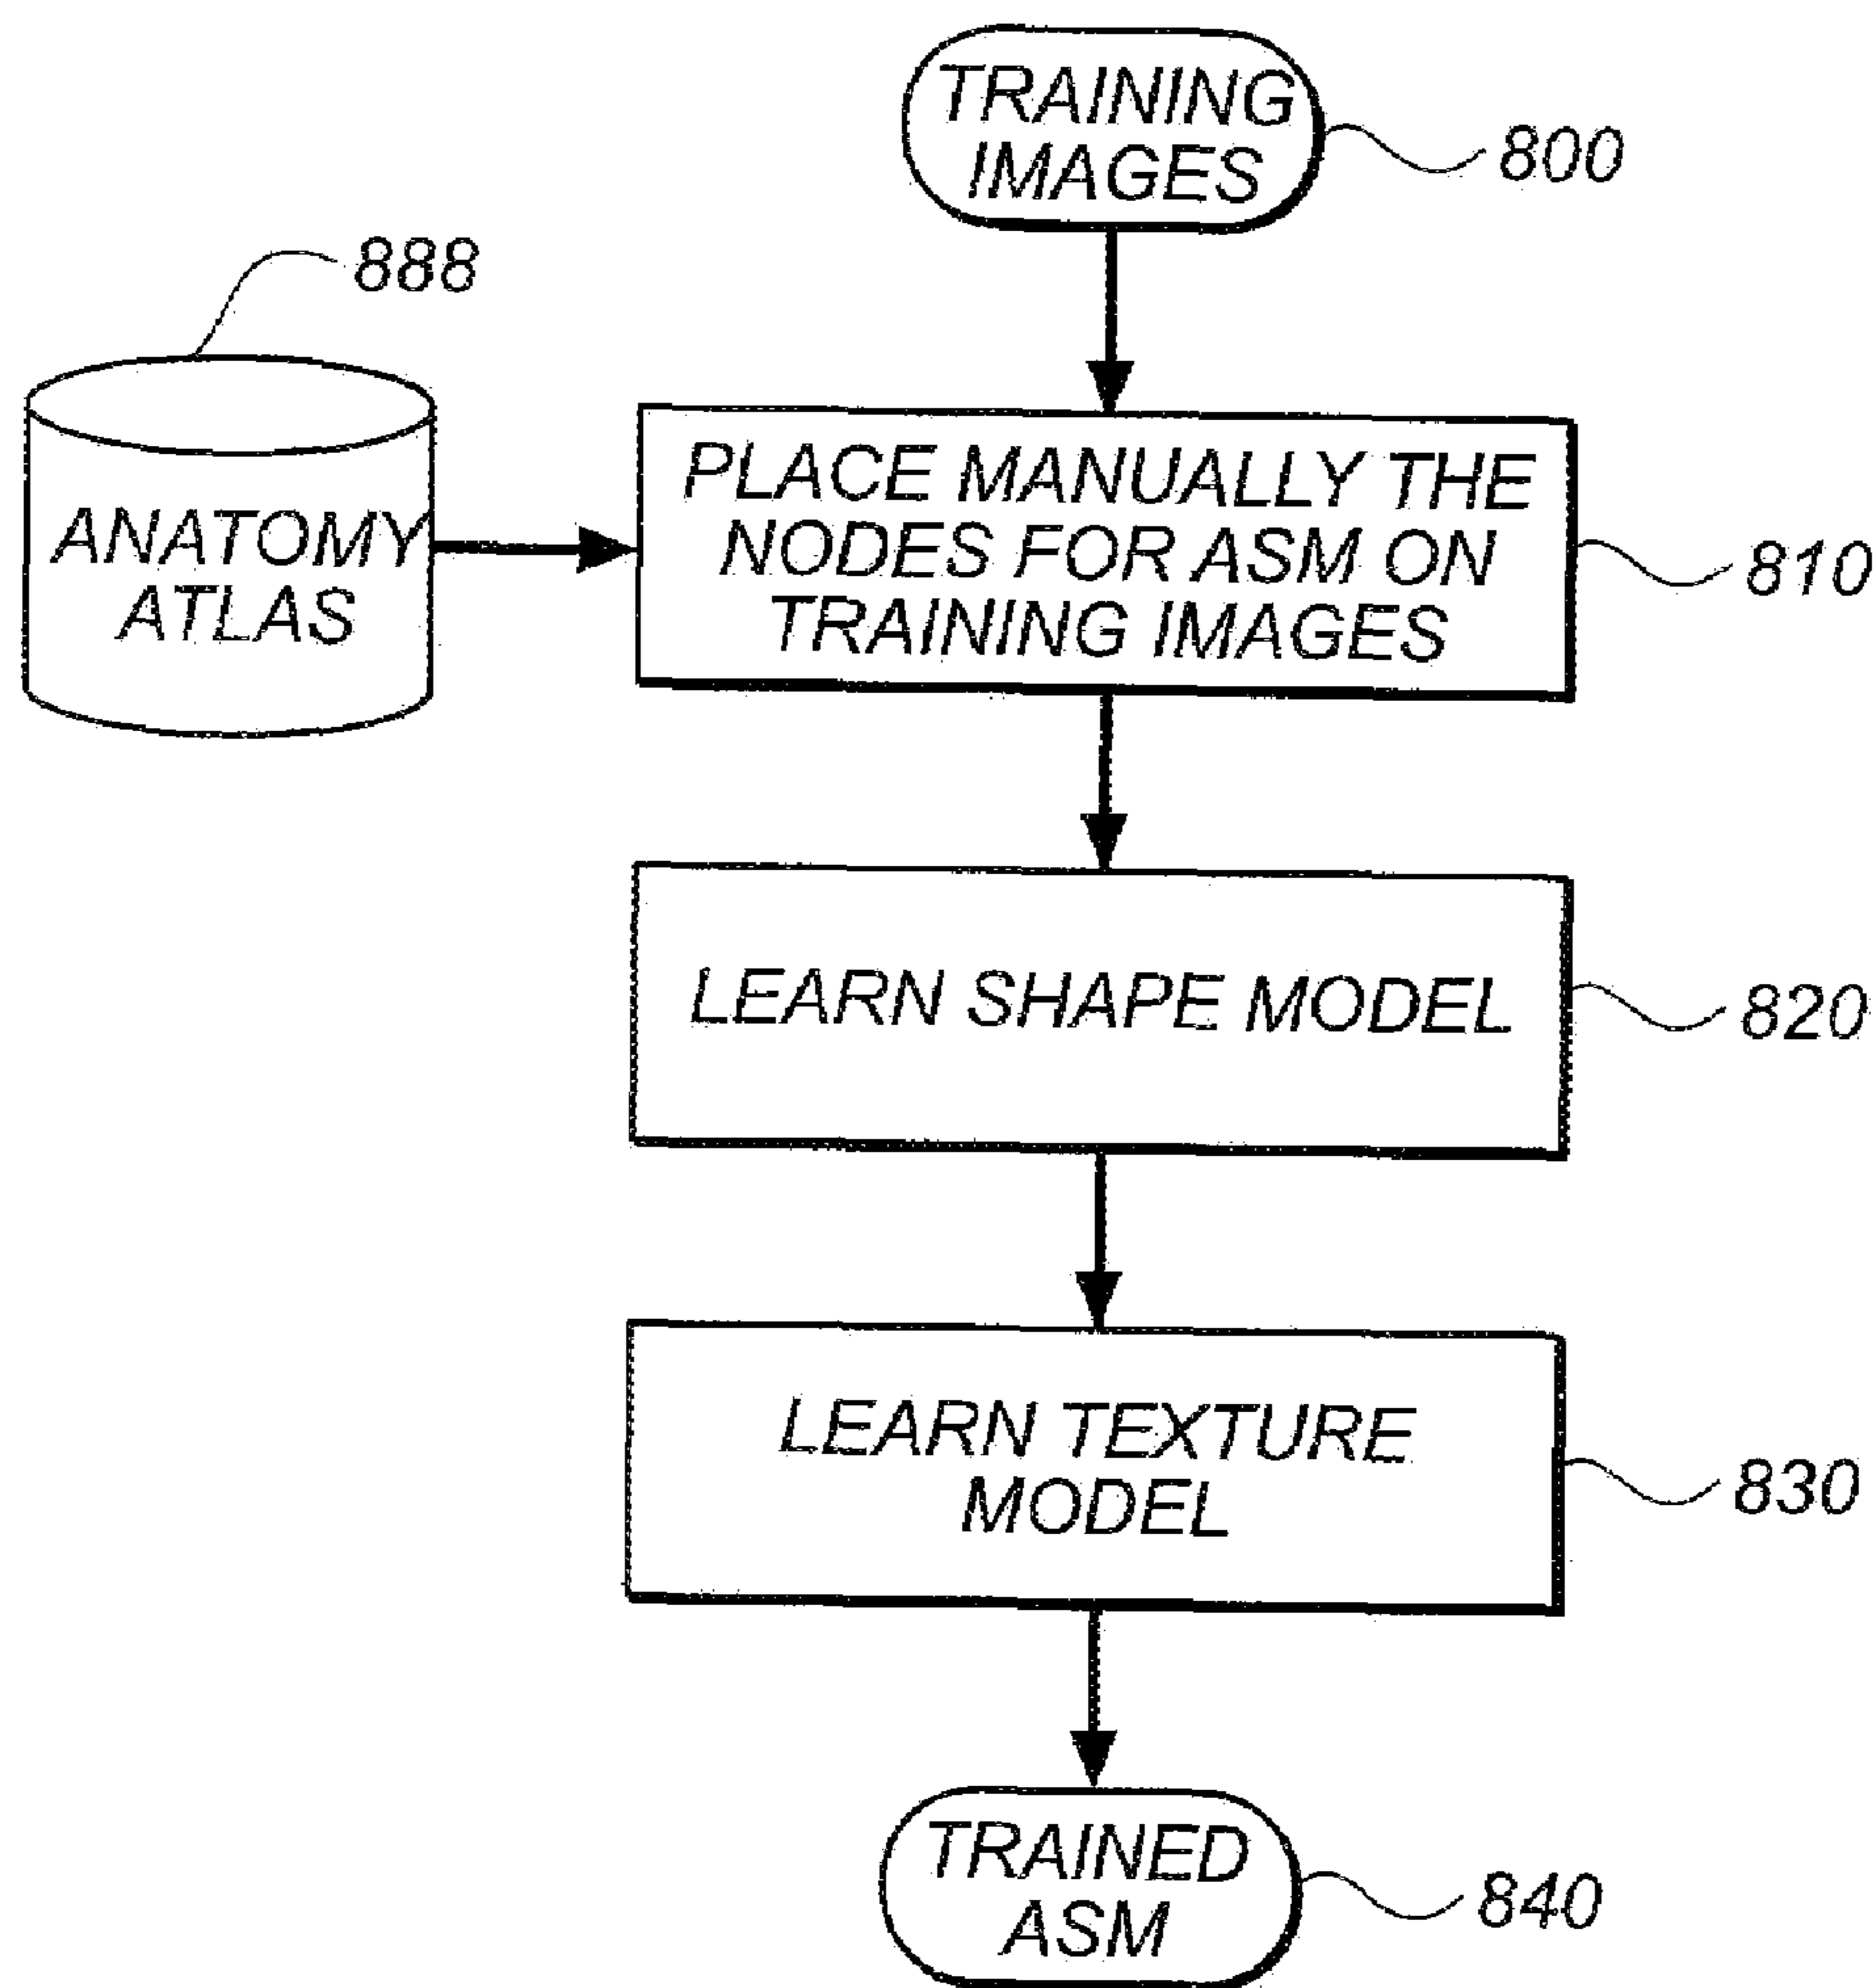 TRAINING
IMAGES
800
888
ANATOMY
ATLAS
PLACE MANUALLY THE
NODES FOR ASM ON
TRAINING IMAGES
810
LEARN SHAPE MODEL
820
LEARN TEXTURE
MODEL
830
TRAINED
ASM
840